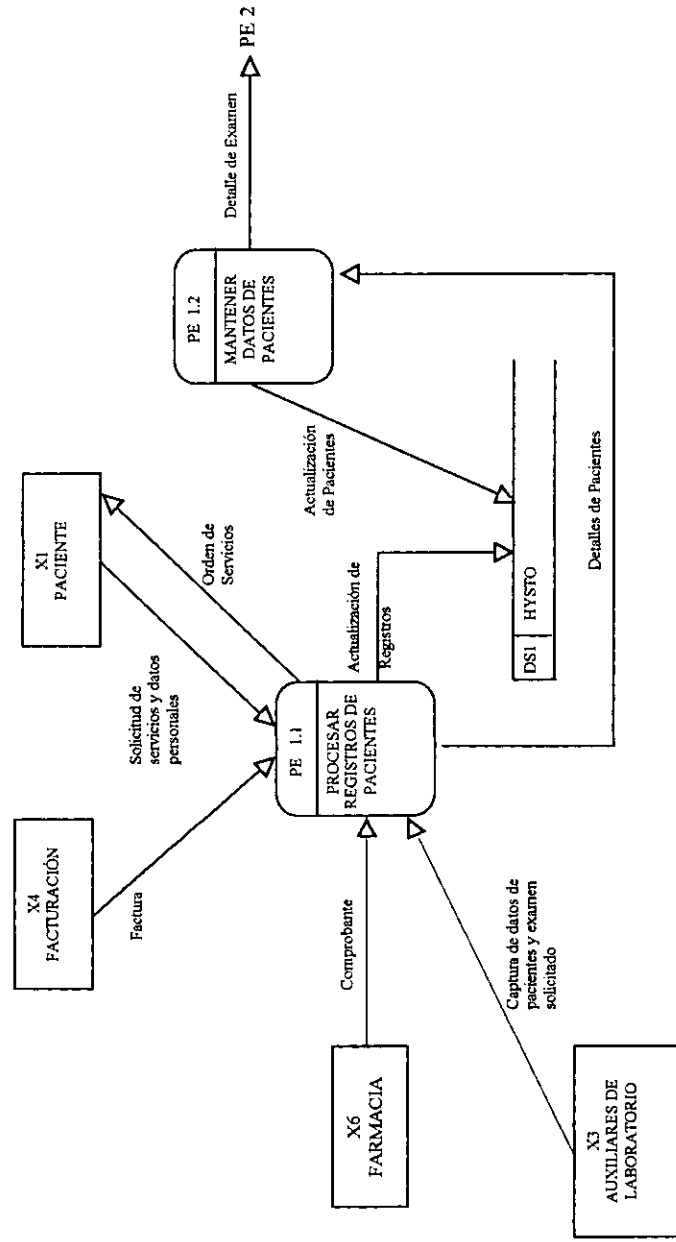 X4
FACTURACIÓN
X1
PACIENTE
Factura
Solicitud de
servicios y datos
personales
Orden de
Servicios
Detalle de Examen
PE 2
X6
FARMACIA
Comprobante
PE 1.1
PROCESAR
REGISTROS DE
PACIENTES
Actualización de
Registros
Actualización
de Pacientes
PE 1.2
MANTENER
DATOS DE
PACIENTES
X3
AUXILIARES DE
LABORATORIO
Captura de datos de
pacientes y examen
solicitado
DS1
HYSTO
Detalles de Pacientes